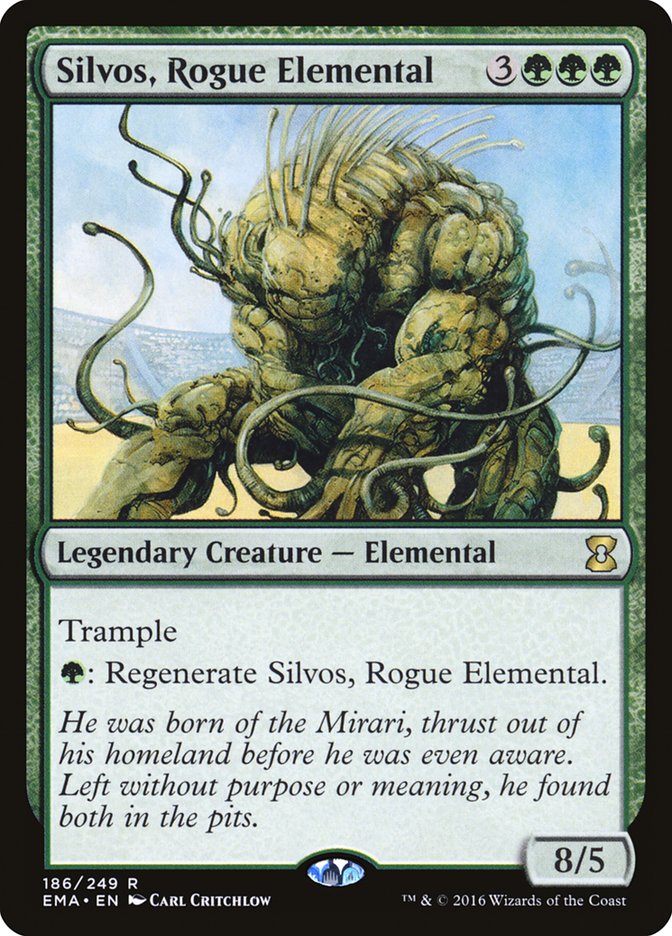 Silvos, Rogue Elemental 3
Legendary Creature — Elemental
Trample
: Regenerate Silvos, Rogue Elemental.
He was born of the Mirari, thrust out of
his homeland before he was even aware.
Left without purpose or meaning, he found
both in the pits.
8/5
186/249 R
EMA • EN Carl Critchlow
™ & © 2016 Wizards of the Coast